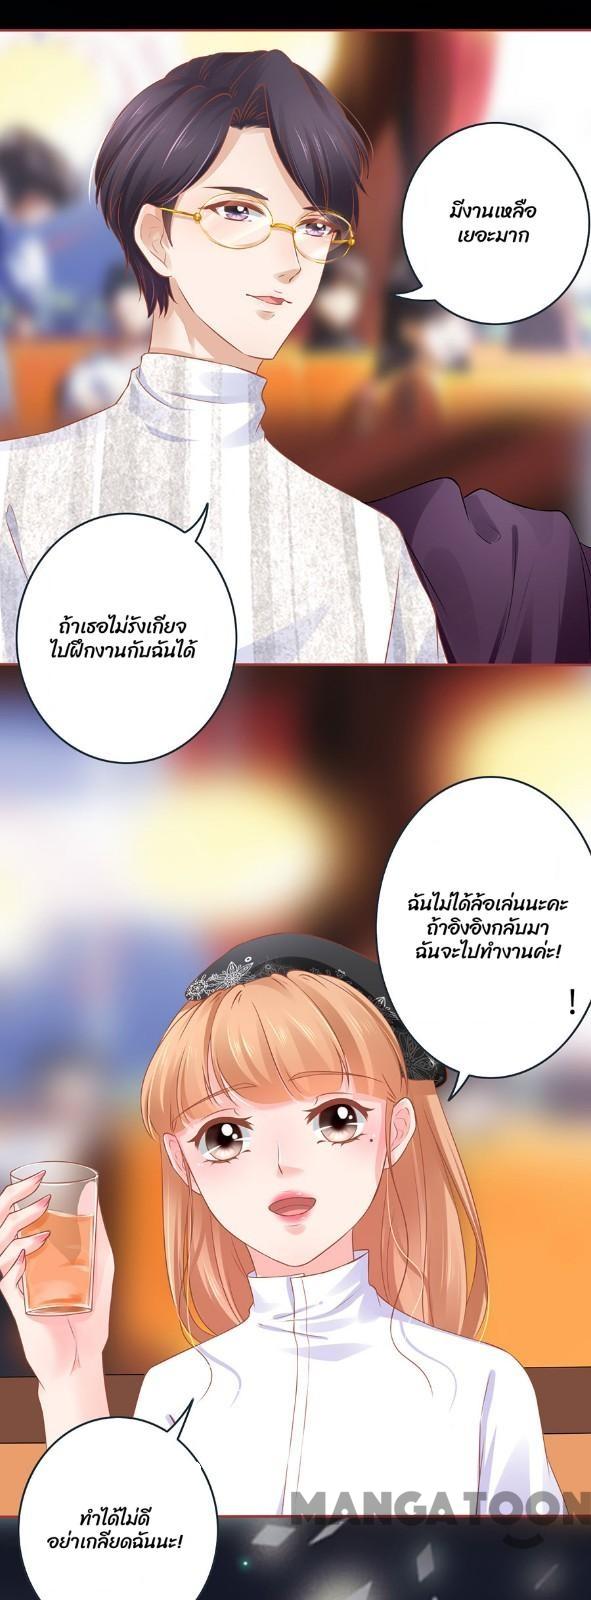 มีงานเหลือ
เยอะมาก
ถ้าเธอไม่รังเกียจ
ไปฝึกงานกับฉันได้
ฉันไม่ได้ล้อเล่นนะคะ
ถ้าอิงอิงกลับมา
ฉันจะไปทำงานค่ะ!
!
MANGATOON
ทำได้ไม่ดี
อย่าเกลียดฉันนะ!